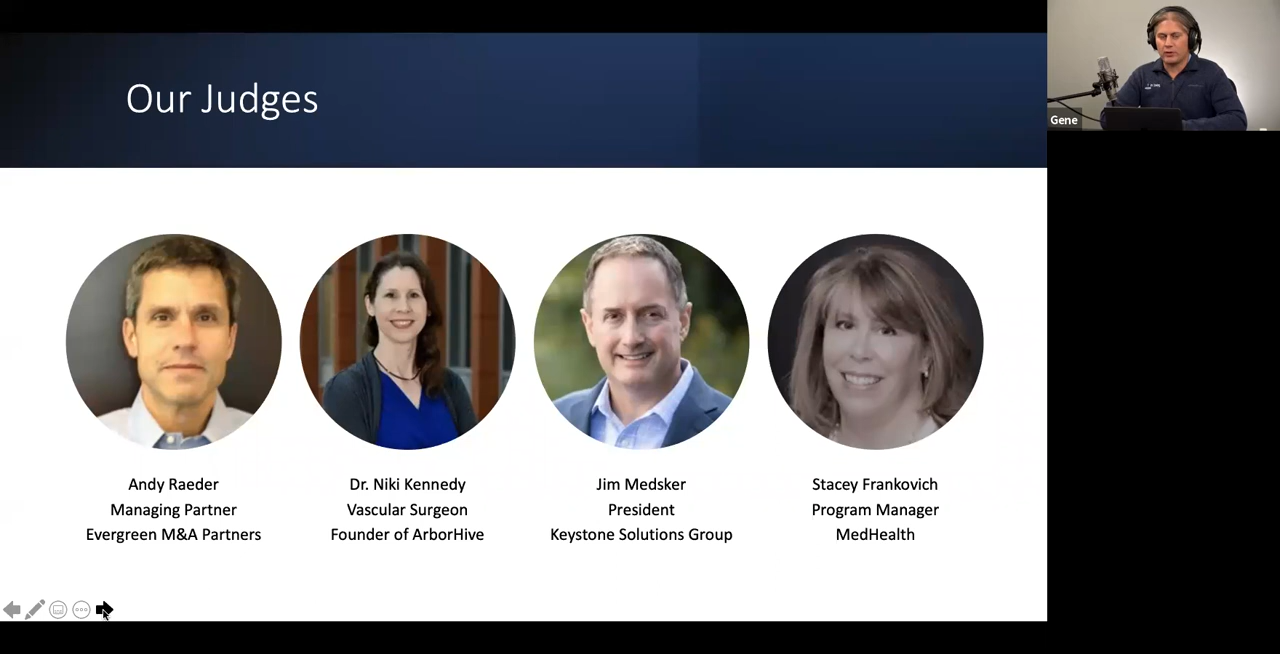 Our Judges
Gene
Andy Raeder
Managing Partner
Evergreen M&A Partners
Dr. Niki Kennedy
Vascular Surgeon
Founder of ArborHive
Jim Medsker
President
Keystone Solutions Group
Stacey Frankovich
Program Manager
MedHealth